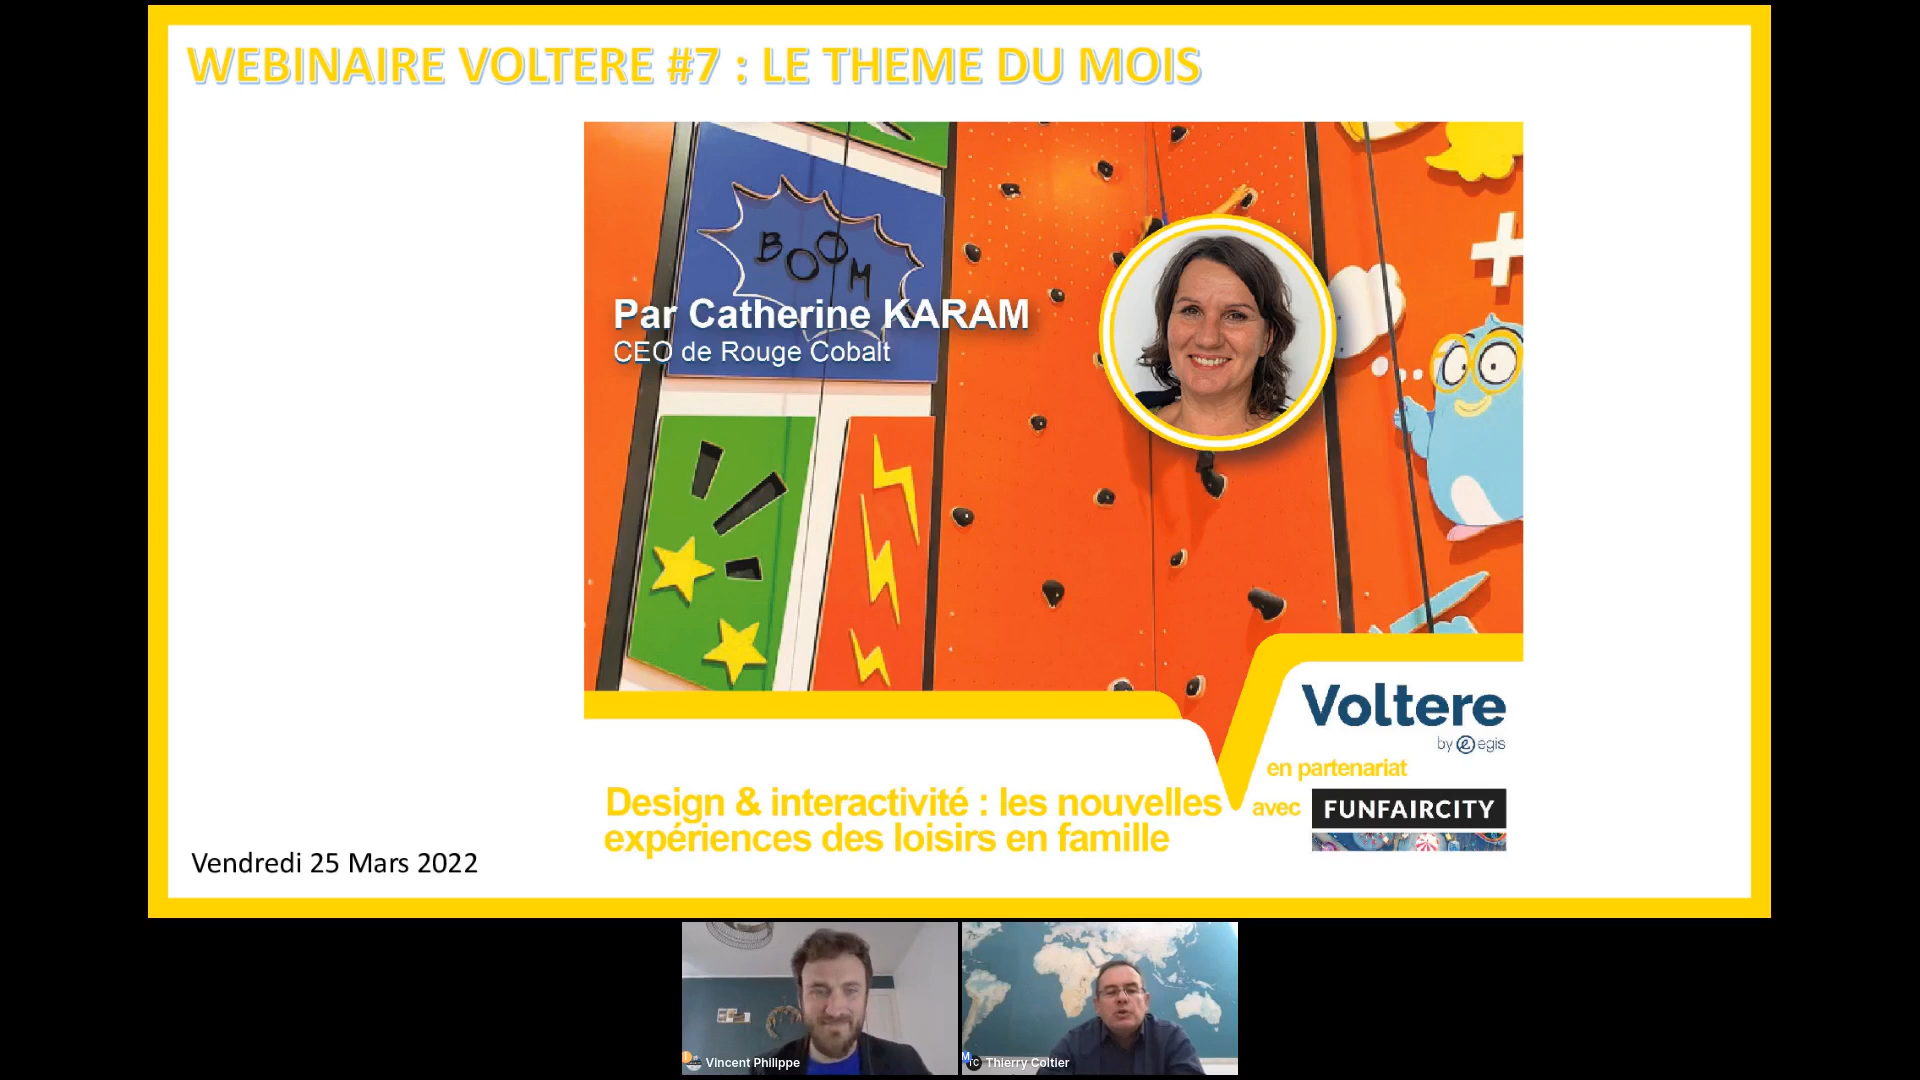 WEBINAIRE VOLTERE #7 : LE THEME DU MOIS
BOOM
Par Catherine KARAM
CEO de Rouge Cobalt
Voltere
by egis
en partenariat
avec FUNFAIRCITY
Design & interactivité : les nouvelles
expériences des loisirs en famille
Vendredi 25 Mars 2022
Vincent Philippe
TC Thierry Coltier